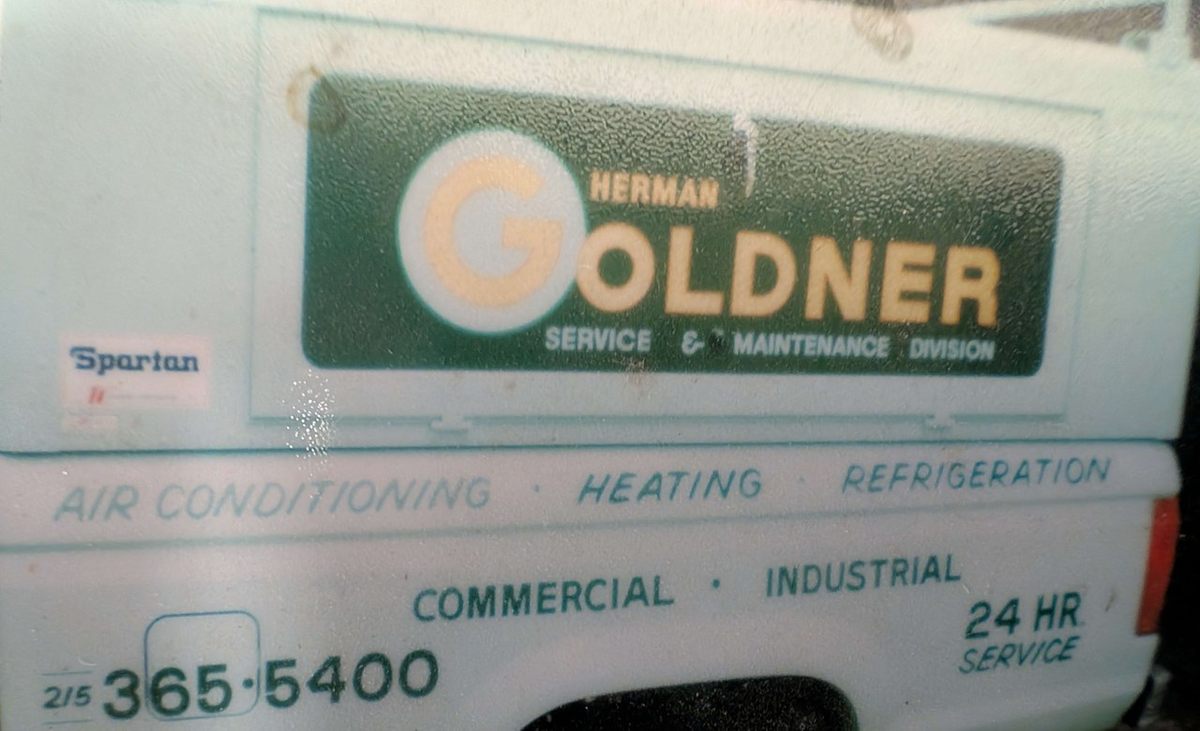 HERMAN
GOLDNER
SERVICE & MAINTENANCE DIVISION
Spartan
AIR CONDITIONING · HEATING · REFRIGERATION
COMMERCIAL · INDUSTRIAL
24 HR
SERVICE
215 365·5400